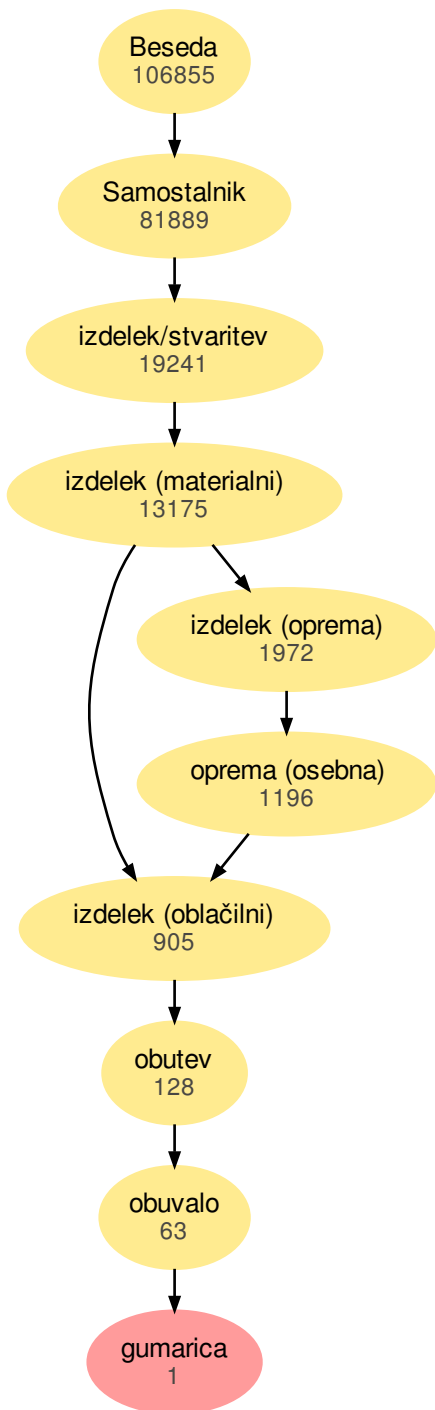 Beseda
106855
Samostalnik
81889
izdelek/stvaritev
19241
izdelek (materialni)
13175
izdelek (oprema)
1972
oprema (osebna)
1196
izdelek (oblačilni)
905
obutev
128
obuvalo
63
gumarica
1